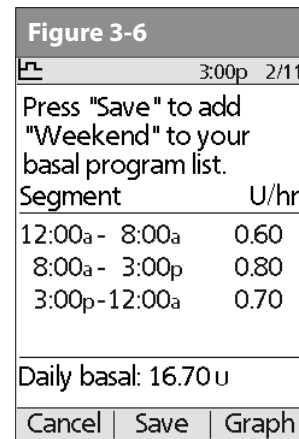 Figure 3-6
3:00p 2/11
Press "Save" to add
"Weekend" to your
basal program list.
Segment U/hr
12:00a - 8:00a 0.60
8:00a - 3:00p 0.80
3:00p-12:00a 0.70
Daily basal: 16.70 U
Cancel | Save | Graph